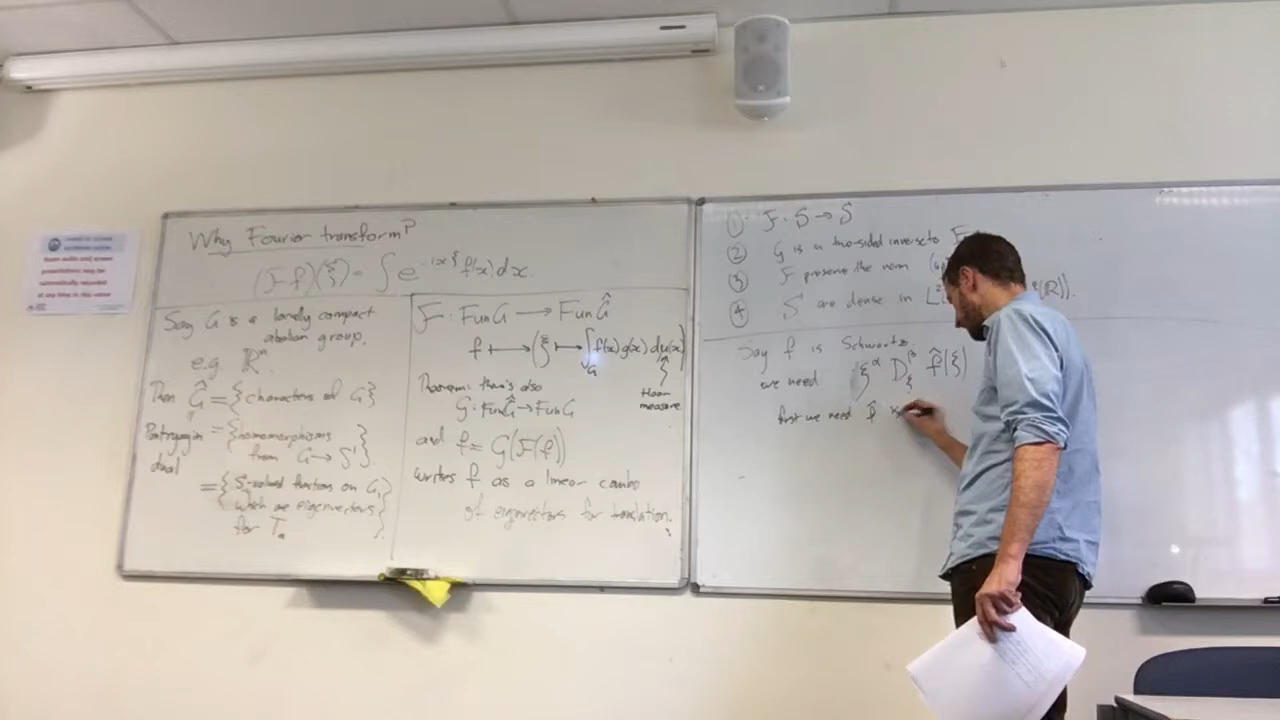 Why Fourier transform?
(F f)(ξ) = ∫ e^{-ixξ} f(x) dx.
Say G is a locally compact
abelian group,
e.g. ℝⁿ.
Then Ĝ = {characters of G}
Pontryagin dual
= {homomorphisms
from G → S¹}
= {S¹-valued functions on G,
which are eigenvectors
for Tₐ}.
F : Fun G → Fun Ĝ
f ↦ (ξ ↦ ∫_G f(x) g(x) dμ(x)
Haar
measure
Theorem: there's also
G : Fun Ĝ → Fun G
and f = G(F(f))
writes f as a linear combo
of eigenvectors for translation.
① F : S → S
② G is a two-sided inverse to F
③ F preserve the norm
④ S are dense in L² (ℝ)).
Say f is Schwartz.
we need ξ^α D_ξ^β f̂(ξ)
first we need f̂